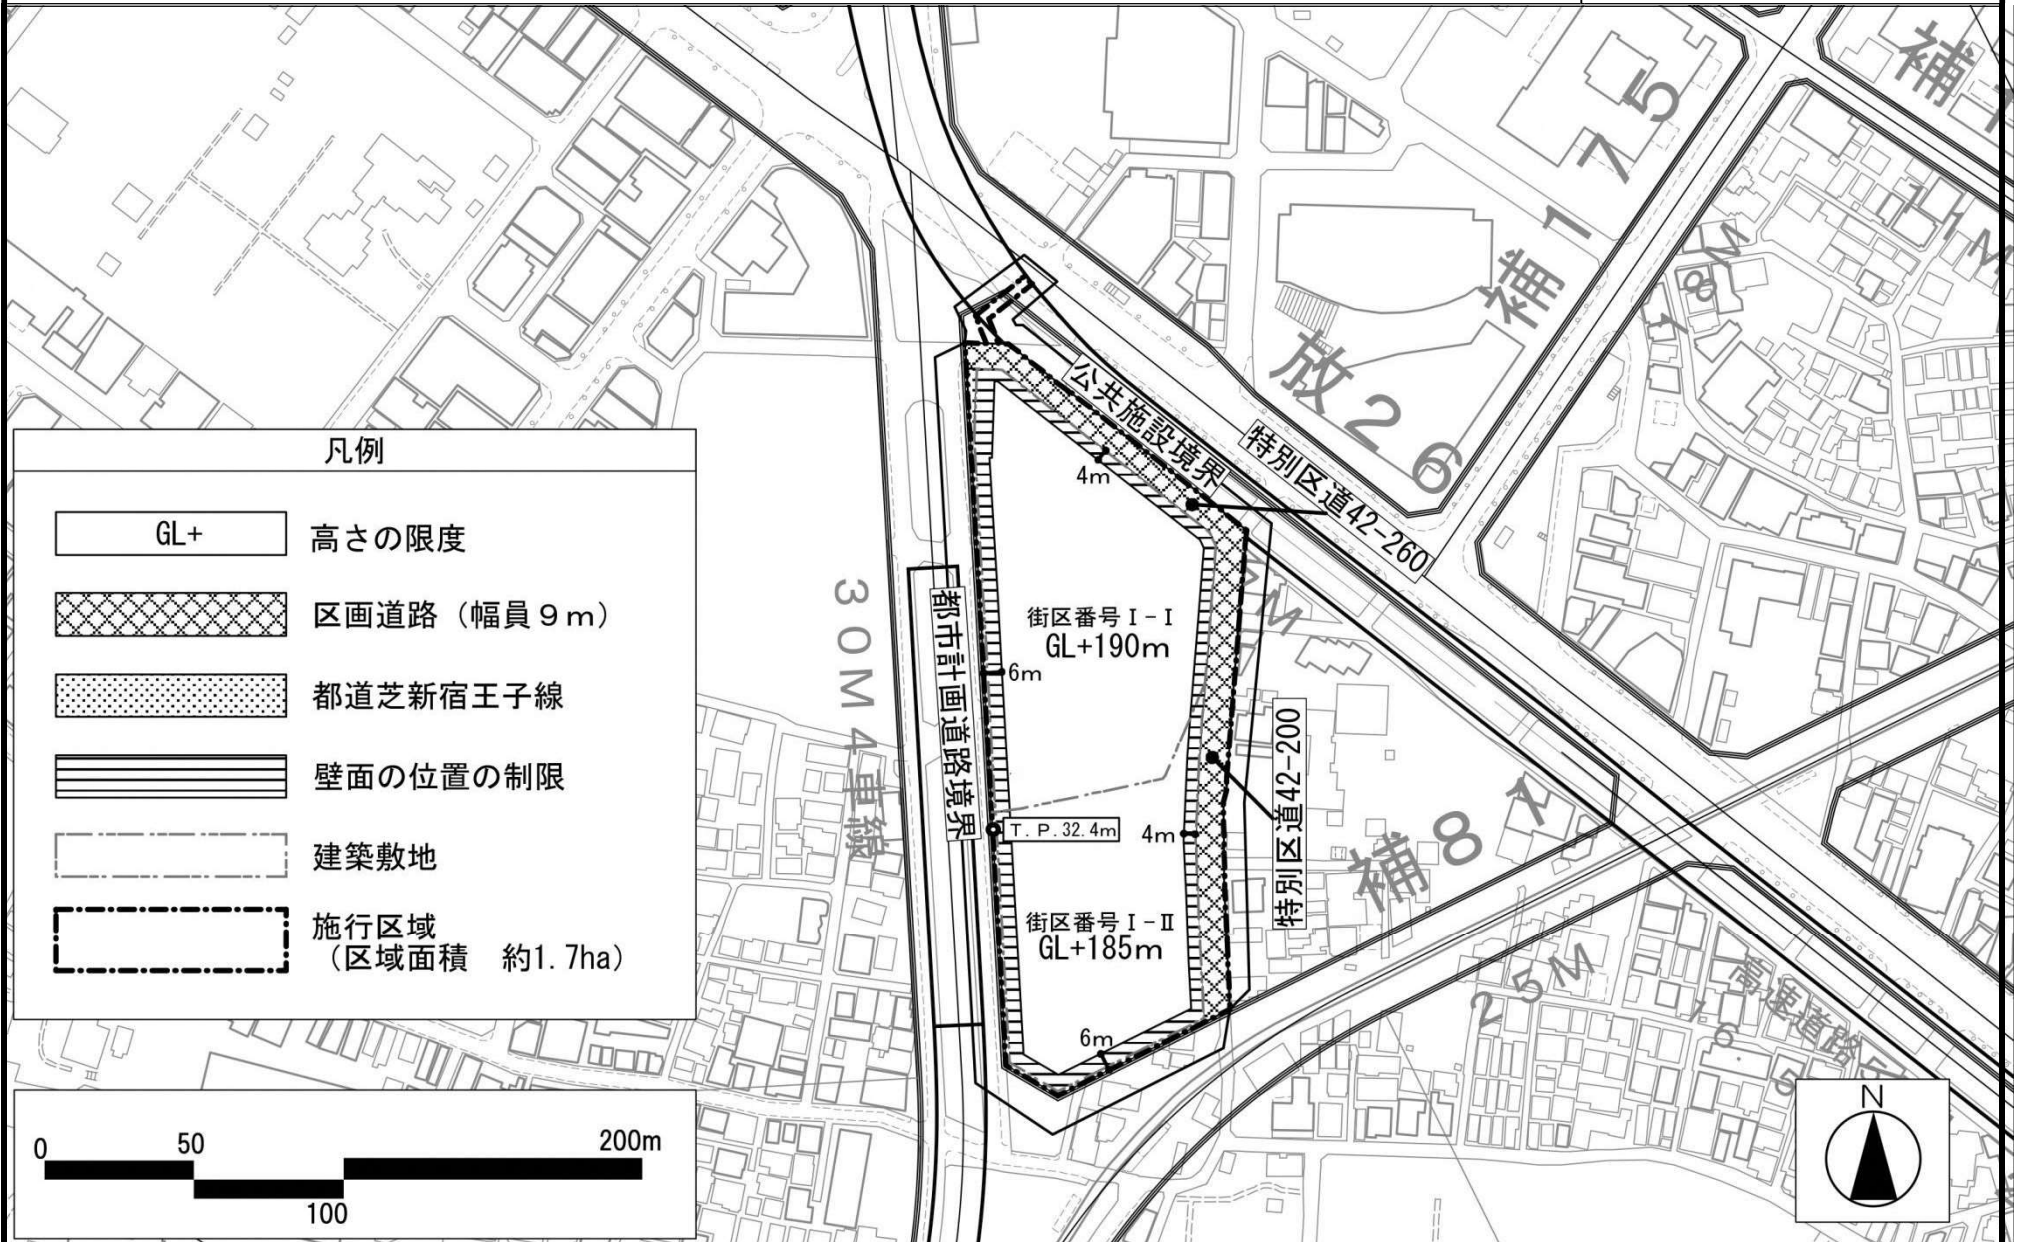 凡例
GL+
高さの限度
区画道路（幅員９ｍ）
都道芝新宿王子線
壁面の位置の制限
建築敷地
施行区域
（区域面積　約1.7ha）
0
50
100
200m
補１７５
放２６
１８Ｍ
１１Ｍ
公共施設境界
特別区道42-260
4m
街区番号Ⅰ-Ⅰ
GL+190m
6m
都市計画道路境界
３０Ｍ４車線
T.P.32.4m
4m
特別区道42-200
街区番号Ⅰ-Ⅱ
GL+185m
6m
補８
２５Ｍ
高速道路
N